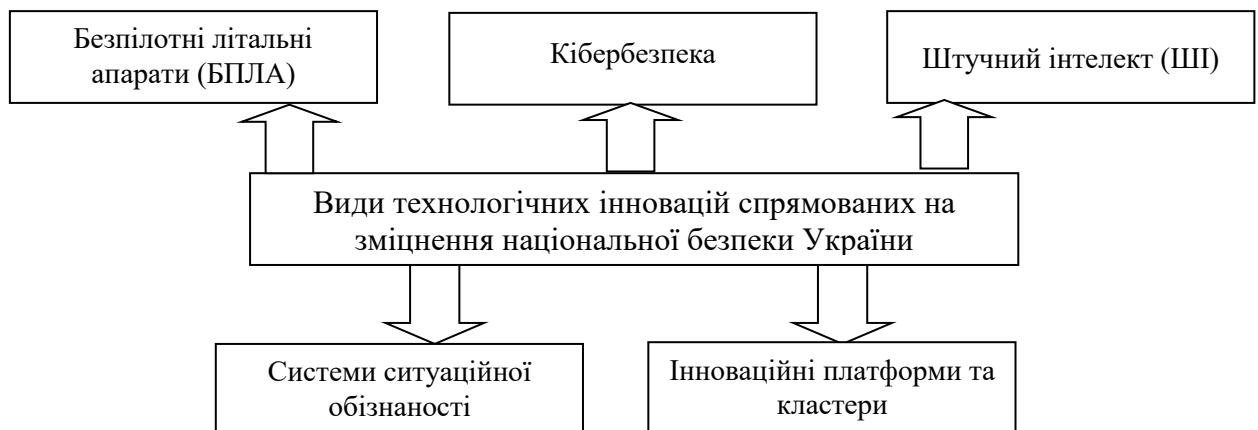 Безпілотні літальні
апарати (БПЛА)
Кібербезпека
Штучний інтелект (ШІ)
Види технологічних інновацій спрямованих на
зміцнення національної безпеки України
Системи ситуаційної
обізнаності
Інноваційні платформи та
кластери